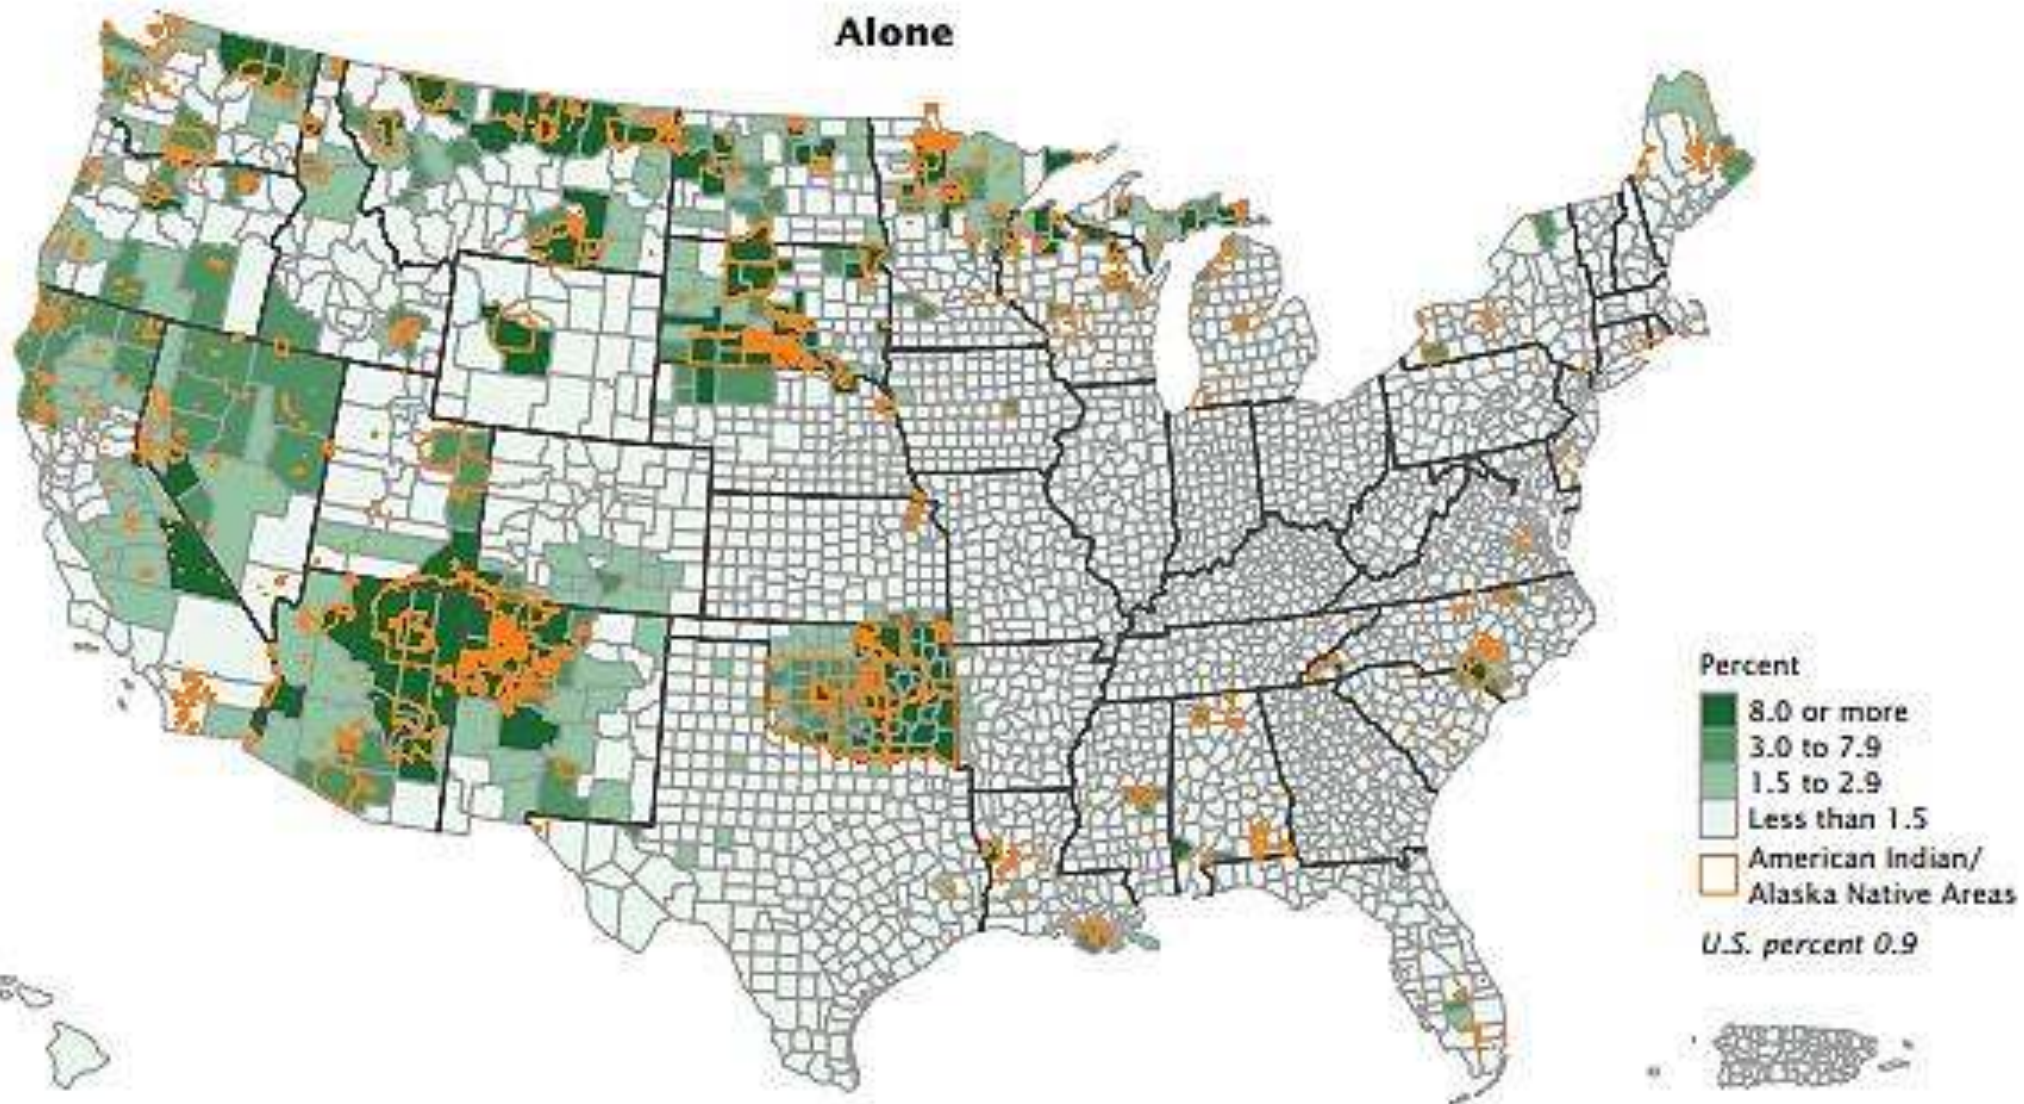 Alone
Percent
8.0 or more
3.0 to 7.9
1.5 to 2.9
Less than 1.5
American Indian/
Alaska Native Areas
U.S. percent 0.9